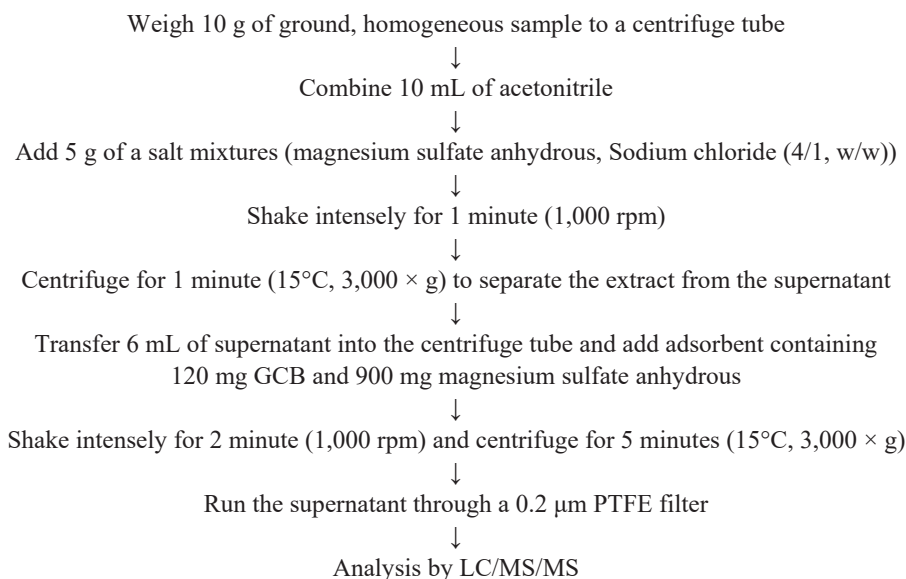 Weigh 10 g of ground, homogeneous sample to a centrifuge tube
↓
Combine 10 mL of acetonitrile
↓
Add 5 g of a salt mixtures (magnesium sulfate anhydrous, Sodium chloride (4/1, w/w))
↓
Shake intensely for 1 minute (1,000 rpm)
↓
Centrifuge for 1 minute (15°C, 3,000 × g) to separate the extract from the supernatant
↓
Transfer 6 mL of supernatant into the centrifuge tube and add adsorbent containing
120 mg GCB and 900 mg magnesium sulfate anhydrous
↓
Shake intensely for 2 minute (1,000 rpm) and centrifuge for 5 minutes (15°C, 3,000 × g)
↓
Run the supernatant through a 0.2 μm PTFE filter
↓
Analysis by LC/MS/MS